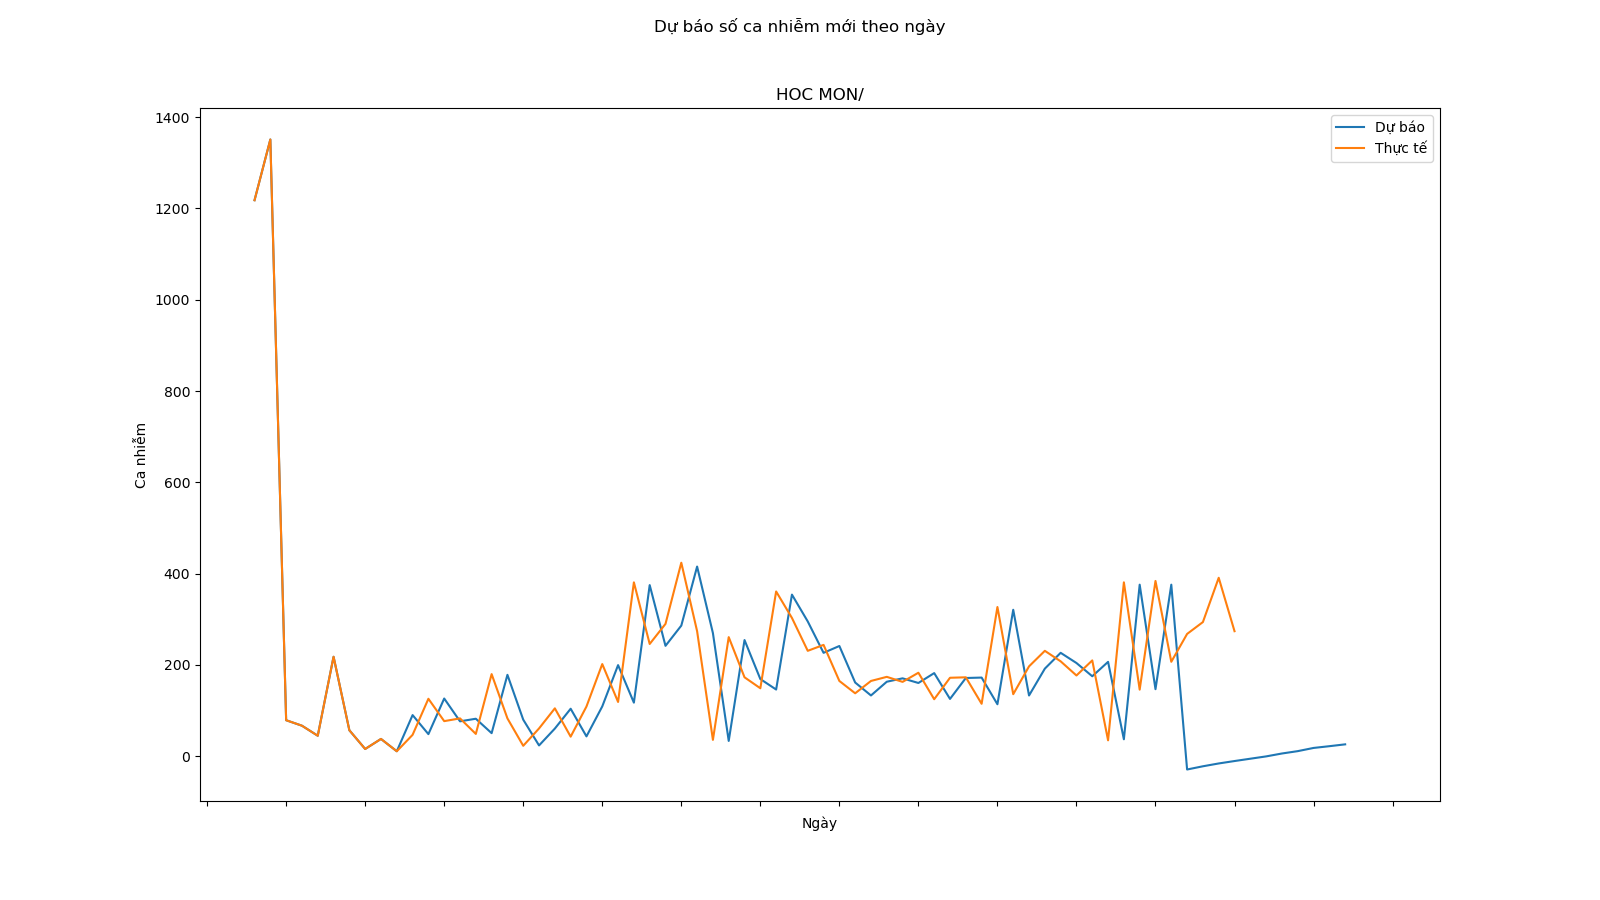 Dự báo số ca nhiễm mới theo ngày
HOC MON/
1400
1200
1000
800
600
400
200
0
Ca nhiễm
Dự báo
Thực tế
Ngày